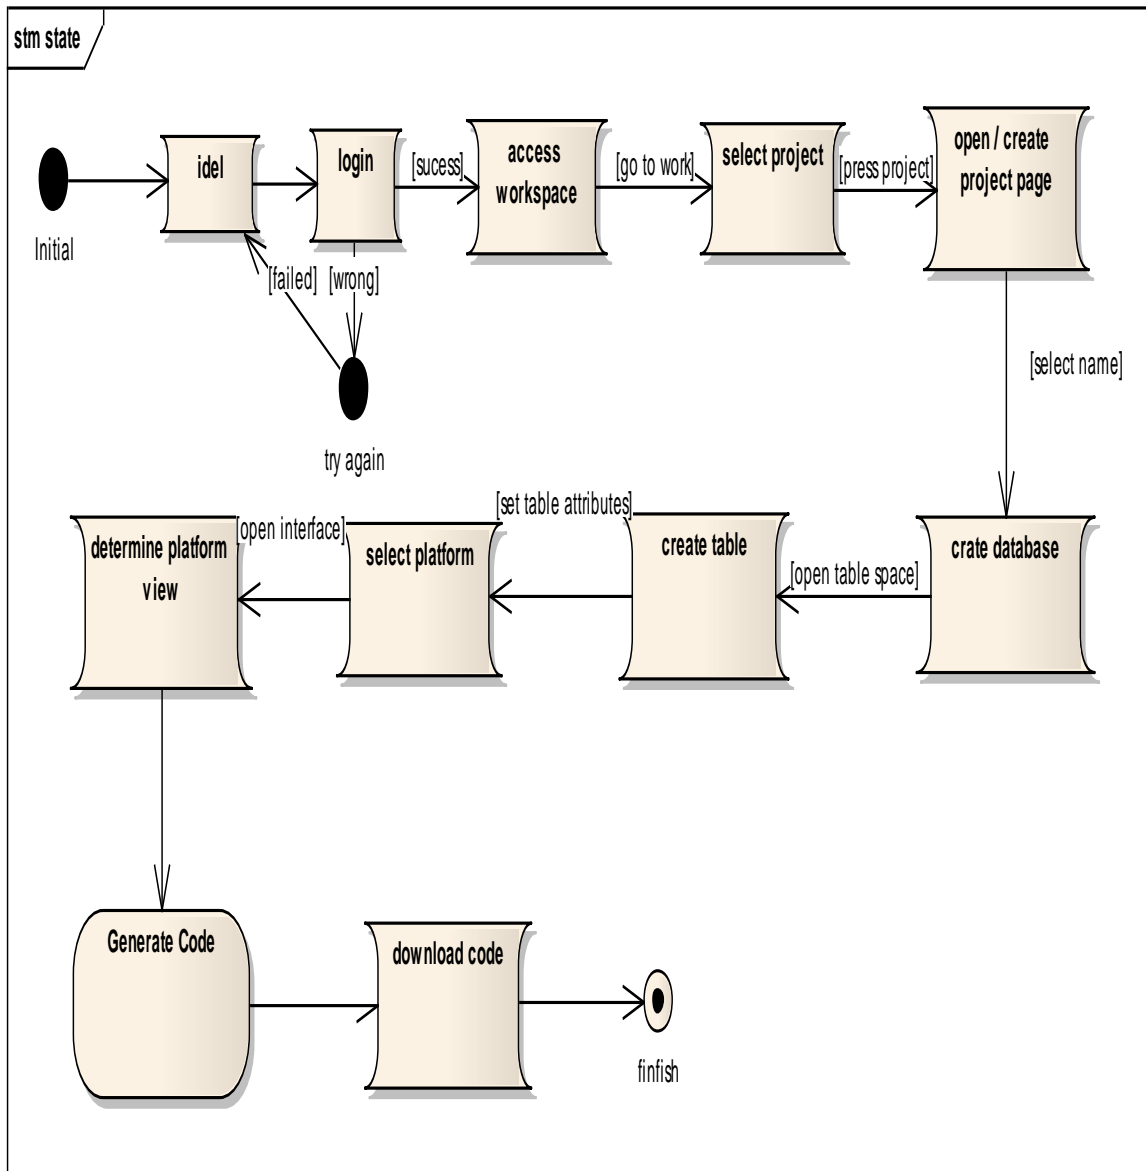 stm state
idel
login
[sucess]
access
workspace
[go to work]
select project
[press project]
open / create
project page
Initial
[failed]
[wrong]
[select name]
try again
determine platform
view
[open interface]
select platform
[set table attributes]
create table
[open table space]
crate database
Generate Code
download code
finfish